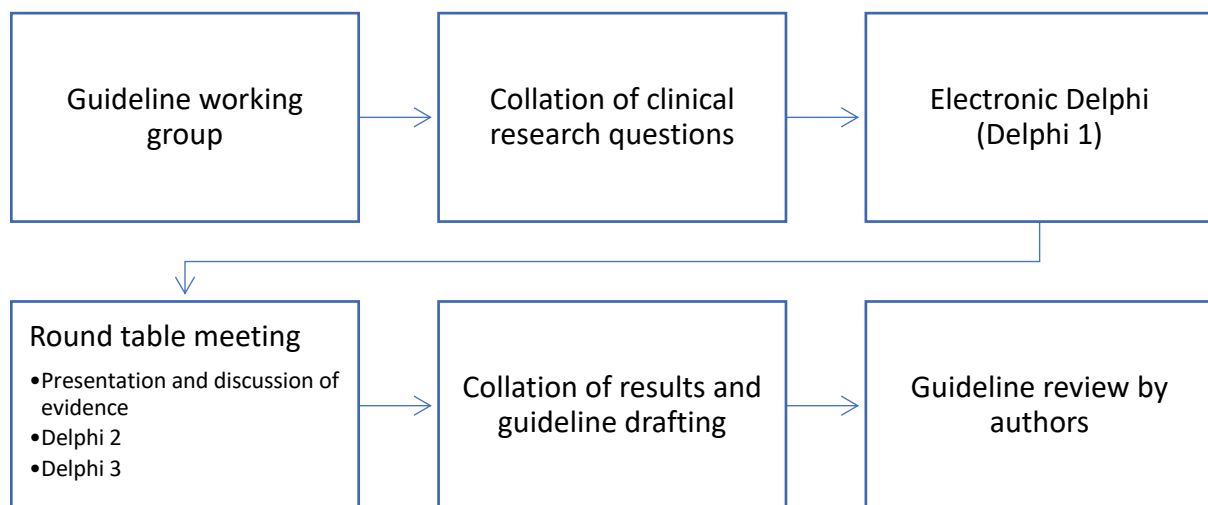 Guideline working
group
Collation of clinical
research questions
Electronic Delphi
(Delphi 1)
Round table meeting
•Presentation and discussion of
evidence
•Delphi 2
•Delphi 3
Collation of results and
guideline drafting
Guideline review by
authors